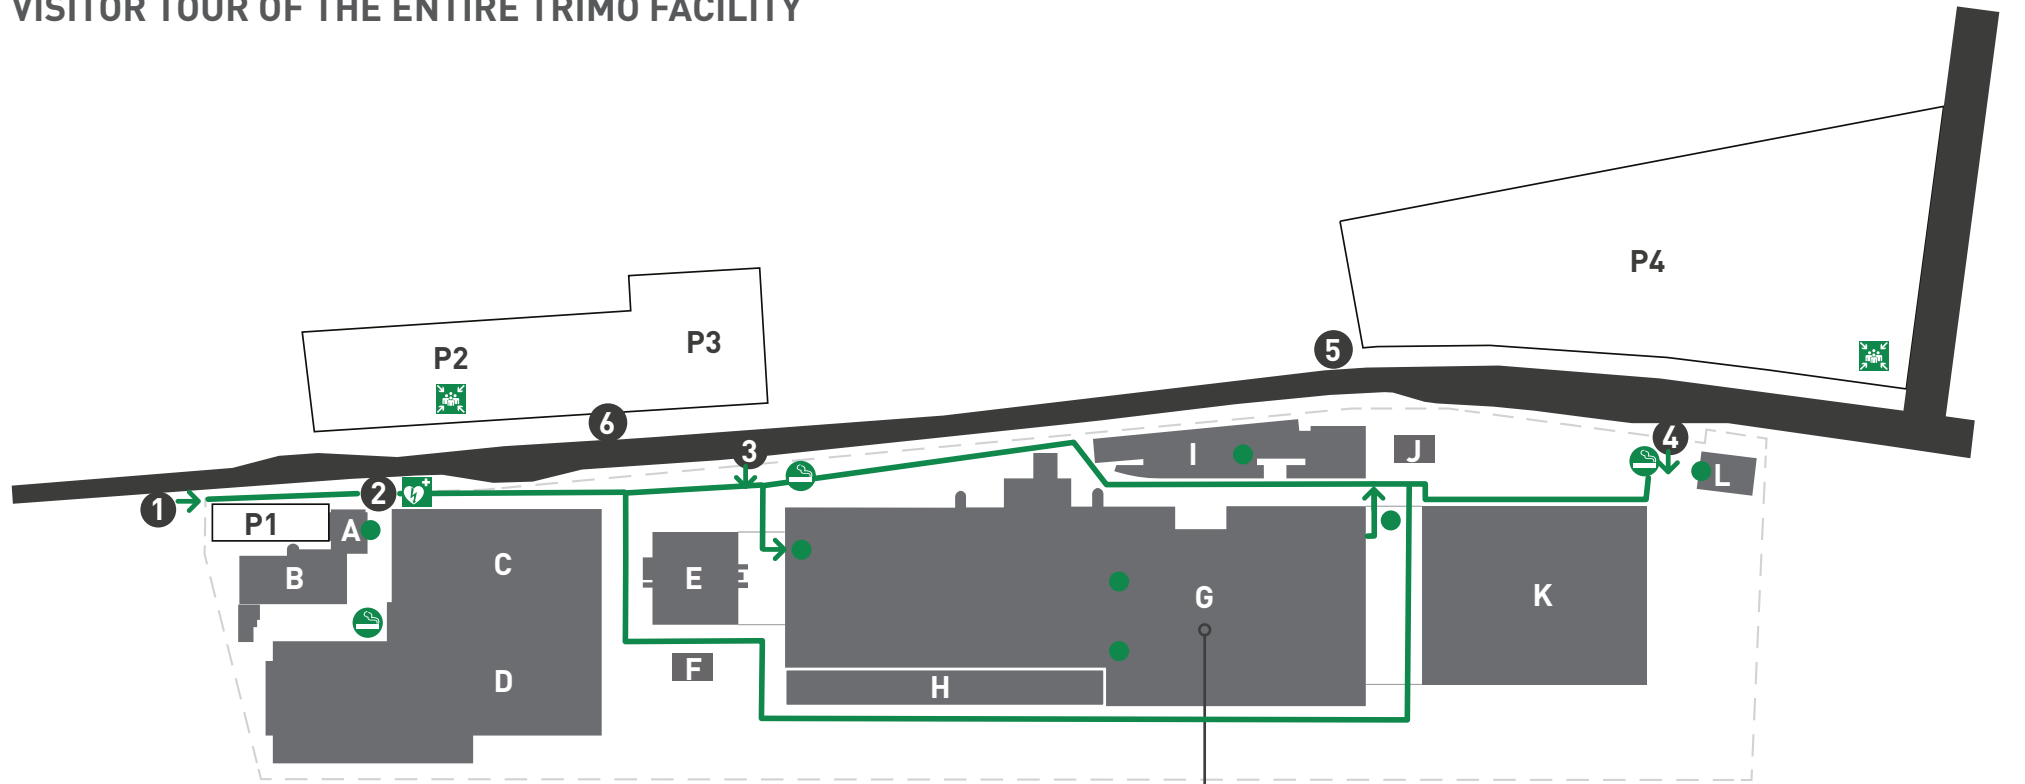 VISITOR TOUR OF THE ENTIRE TRIMO FACILITY
P4
P2
P3
5
6
3
4
I
J
L
1
2
P1
A
C
B
E
G
K
F
D
H